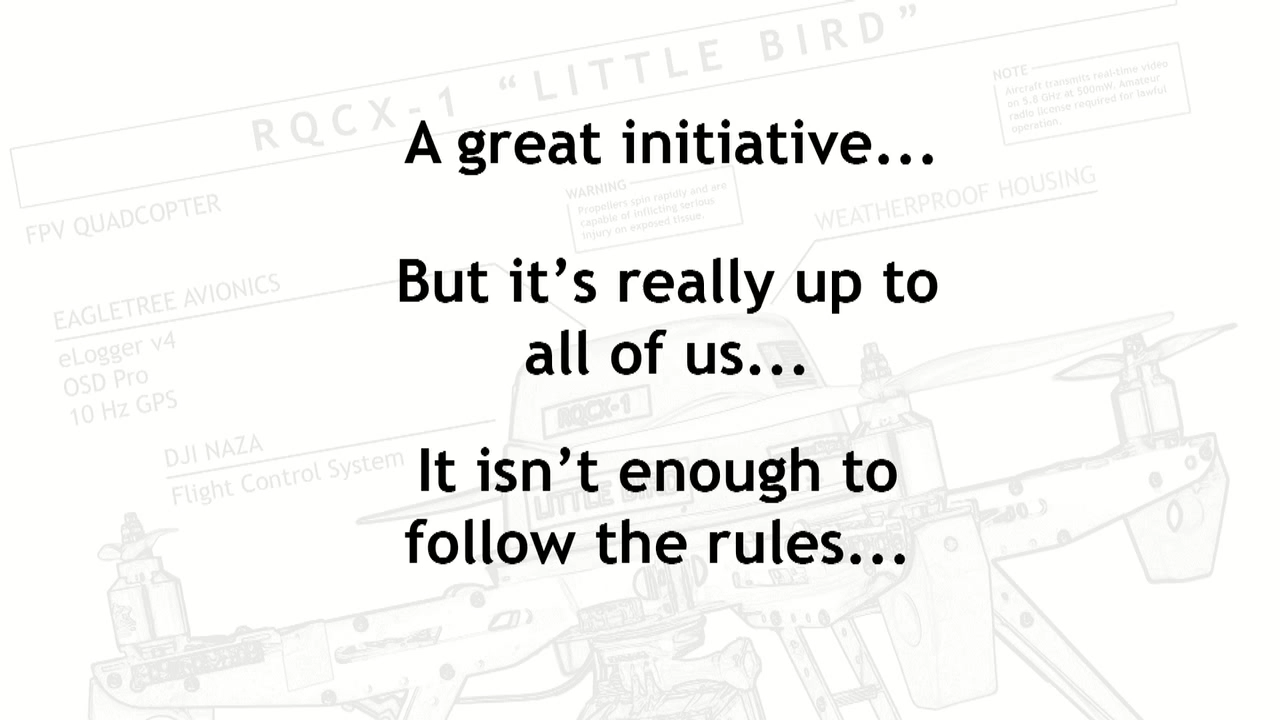 RQCX-1 “LITTLE BIRD”
NOTE
Aircraft transmits real-time video
on 5.8 GHz at 500mW. Amateur
radio license required for lawful
operation.
A great initiative...
WARNING
Propellers spin rapidly and are
capable of inflicting serious
injury on exposed tissue.
WEATHERPROOF HOUSING
FPV QUADCOPTER
But it’s really up to
all of us...
EAGLETREE AVIONICS
eLogger v4
OSD Pro
10 Hz GPS
RQCX-1
DJI NAZA
Flight Control System
It isn’t enough to
LITTLE BIRD
follow the rules...